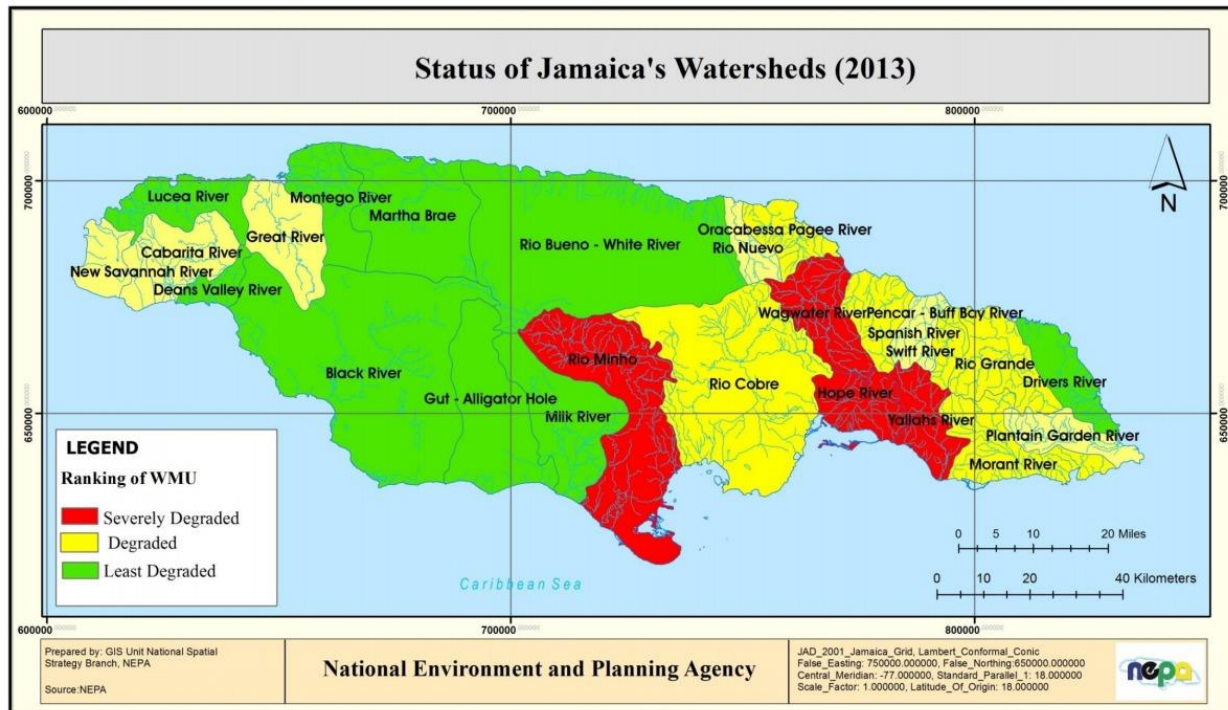 Status of Jamaica's Watersheds (2013)
600000
700000
800000
700000
700000
650000
650000
N
Lucea River
Montego River
Martha Brae
Great River
Cabarita River
New Savannah River
Deans Valley River
Rio Bueno - White River
Oracabessa Pagee River
Rio Nuevo
Wagwater River
Pencar - Buff Bay River
Spanish River
Swift River
Rio Grande
Drivers River
Rio Minho
Rio Cobre
Black River
Gut - Alligator Hole
Milk River
Hope River
Yallahs River
Plantain Garden River
Morant River
LEGEND
Ranking of WMU
Severely Degraded
Degraded
Least Degraded
Caribbean Sea
0 5 10 20 Miles
0 10 20 40 Kilometers
600000
700000
800000
Prepared by: GIS Unit National Spatial
Strategy Branch, NEPA
Source:NEPA
National Environment and Planning Agency
JAD_2001_Jamaica_Grid, Lambert_Conformal_Conic
False_Easting: 750000.000000, False_Northing:650000.000000
Central_Meridian: -77.000000, Standard_Parallel_1: 18.000000
Scale_Factor: 1.000000, Latitude_Of_Origin: 18.000000
nepa